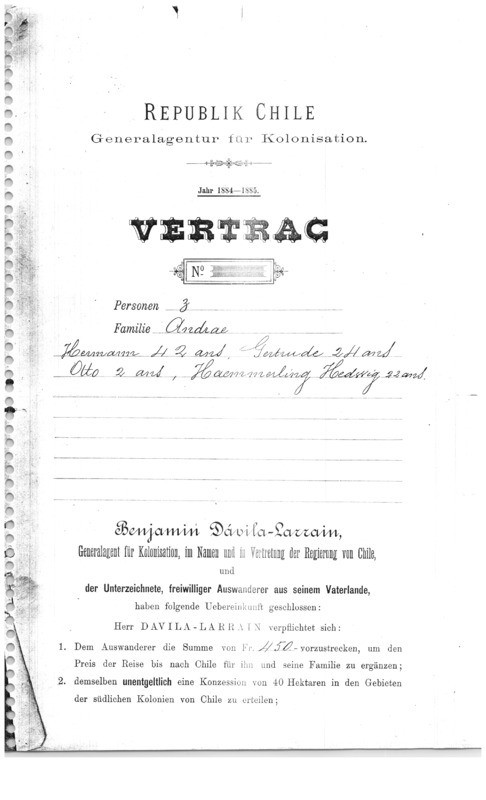 REPUBLIK CHILE
Generalagentur für Kolonisation.
Jahr 1884—1885.
VERTRAG
No
Personen 3
Familie Andrae
Hermann 42 ans, Gertrude 24 ans
Otto 2 ans, Haemmerling Hedwig 22 ans.
Benjamin Dávila-Larrain,
Generalagent für Kolonisation, im Namen und in Vertretung der Regierung von Chile,
und
der Unterzeichnete, freiwilliger Auswanderer aus seinem Vaterlande,
haben folgende Uebereinkunft geschlossen:
Herr DAVILA-LARRAIN verpflichtet sich:
1. Dem Auswanderer die Summe von Fr. 450.- vorzustrecken, um den
Preis der Reise bis nach Chile für ihn und seine Familie zu ergänzen;
2. demselben unentgeltlich eine Konzession von 40 Hektaren in den Gebieten
der südlichen Kolonien von Chile zu erteilen;